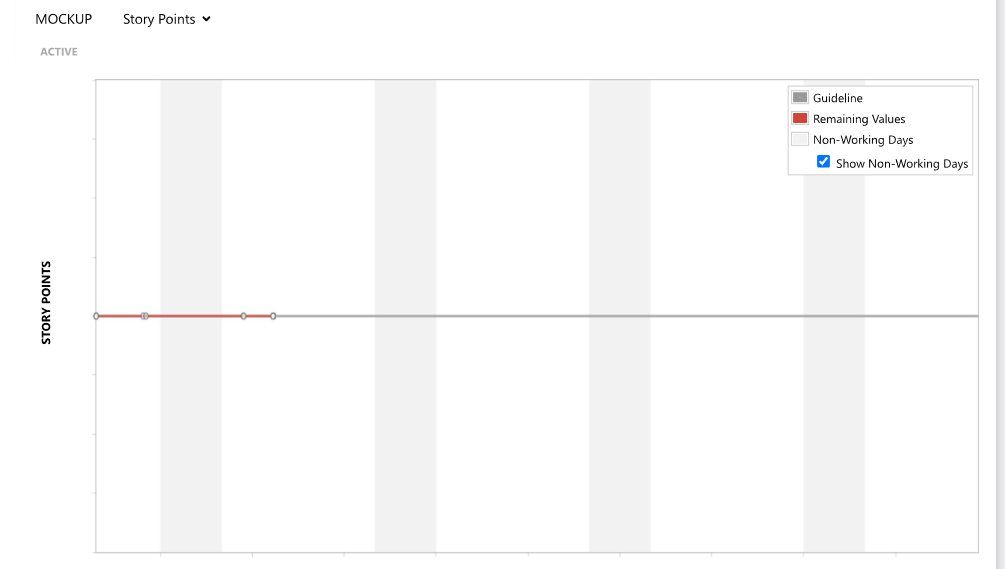 MOCKUP Story Points
ACTIVE
Guideline
Remaining Values
Non-Working Days
Show Non-Working Days
STORY POINTS